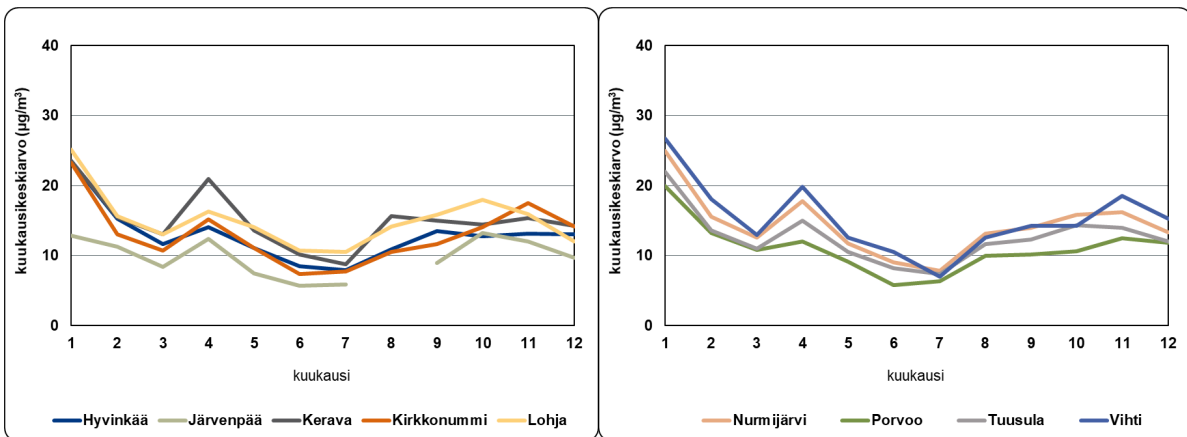 kuukausikeskiarvo (µg/m³)
40
30
20
10
0
1 2 3 4 5 6 7 8 9 10 11 12
kuukausi
Hyvinkää Järvenpää Kerava Kirkkonummi Lohja
kuukausikeskiarvo (µg/m³)
40
30
20
10
0
1 2 3 4 5 6 7 8 9 10 11 12
kuukausi
Nurmijärvi Porvoo Tuusula Vihti